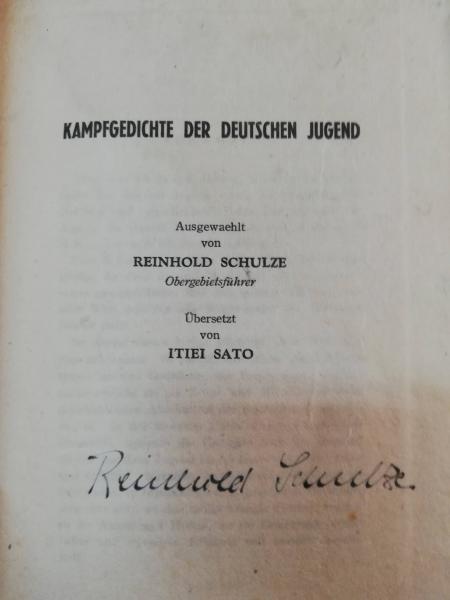 KAMPFGEDICHTE DER DEUTSCHEN JUGEND
Ausgewaehlt
von
REINHOLD SCHULZE
Obergebietsführer
Übersetzt
von
ITIEI SATO
Reinhold Schulze.